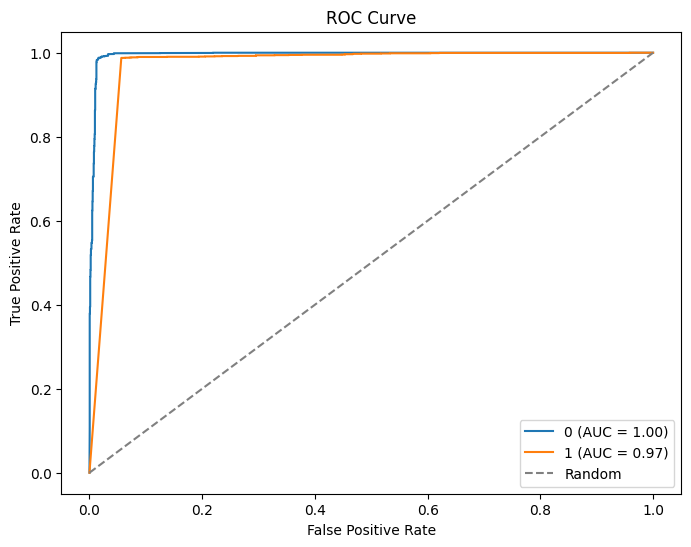 ROC Curve
True Positive Rate
1.0
0.8
0.6
0.4
0.2
0.0
0 (AUC = 1.00)
1 (AUC = 0.97)
Random
0.0 0.2 0.4 0.6 0.8 1.0
False Positive Rate